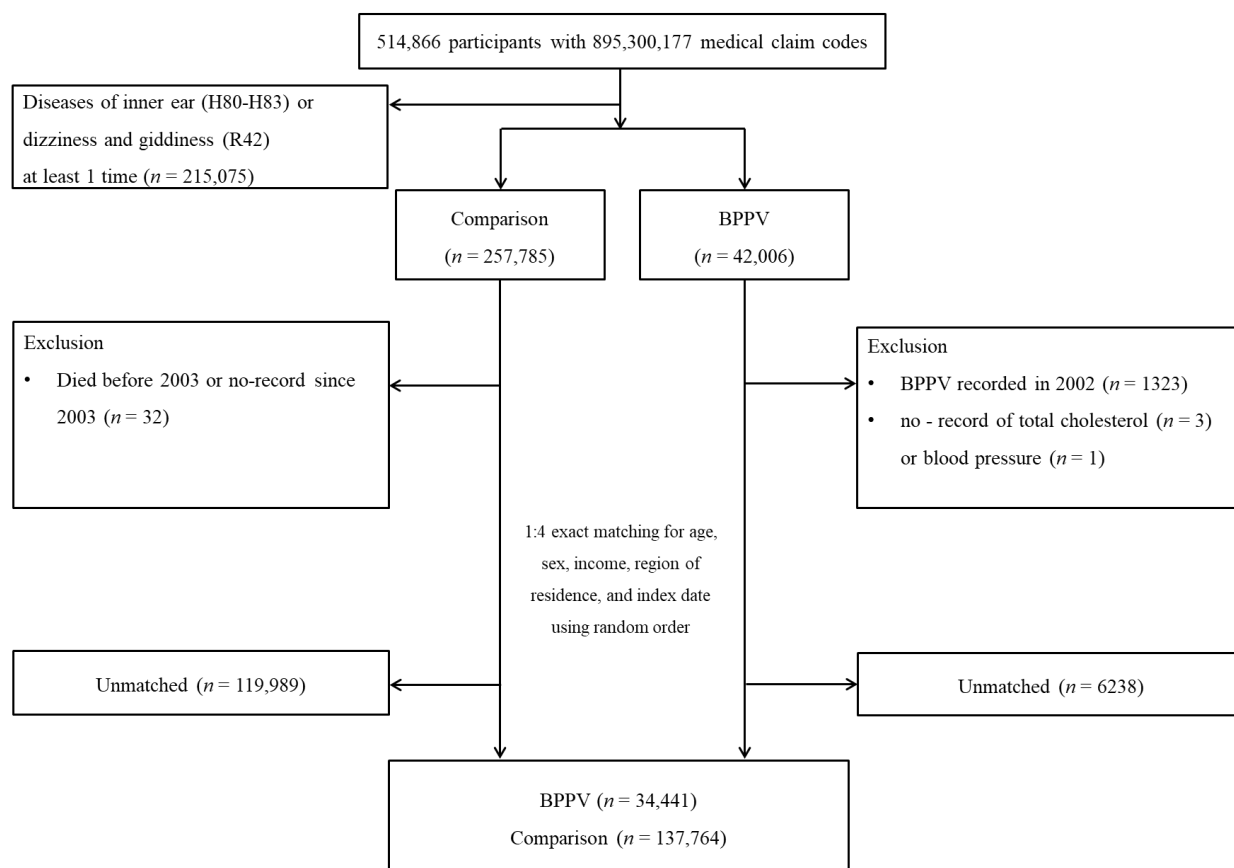 514,866 participants with 895,300,177 medical claim codes
Diseases of inner ear (H80-H83) or
dizziness and giddiness (R42)
at least 1 time (n = 215,075)
Comparison
(n = 257,785)
BPPV
(n = 42,006)
Exclusion
• Died before 2003 or no-record since
2003 (n = 32)
Exclusion
• BPPV recorded in 2002 (n = 1323)
• no - record of total cholesterol (n = 3)
or blood pressure (n = 1)
1:4 exact matching for age,
sex, income, region of
residence, and index date
using random order
Unmatched (n = 119,989)
Unmatched (n = 6238)
BPPV (n = 34,441)
Comparison (n = 137,764)